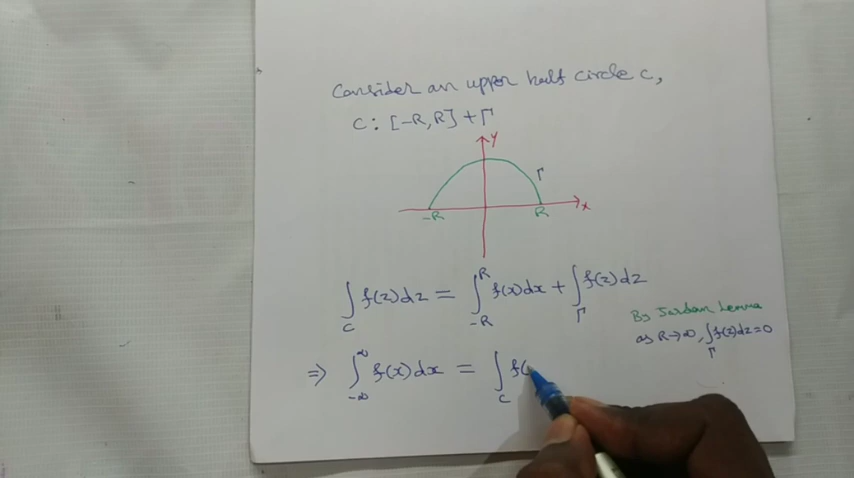 Consider an upper half circle C,
C: [-R, R] + Γ
y
Γ
-R R x
∫_C f(z)dz = ∫_{-R}^{R} f(x)dx + ∫_Γ f(z)dz
By Jordan Lemma
as R→∞, ∫_Γ f(z)dz=0
⇒ ∫_{-∞}^{∞} f(x)dx = ∫_C f(